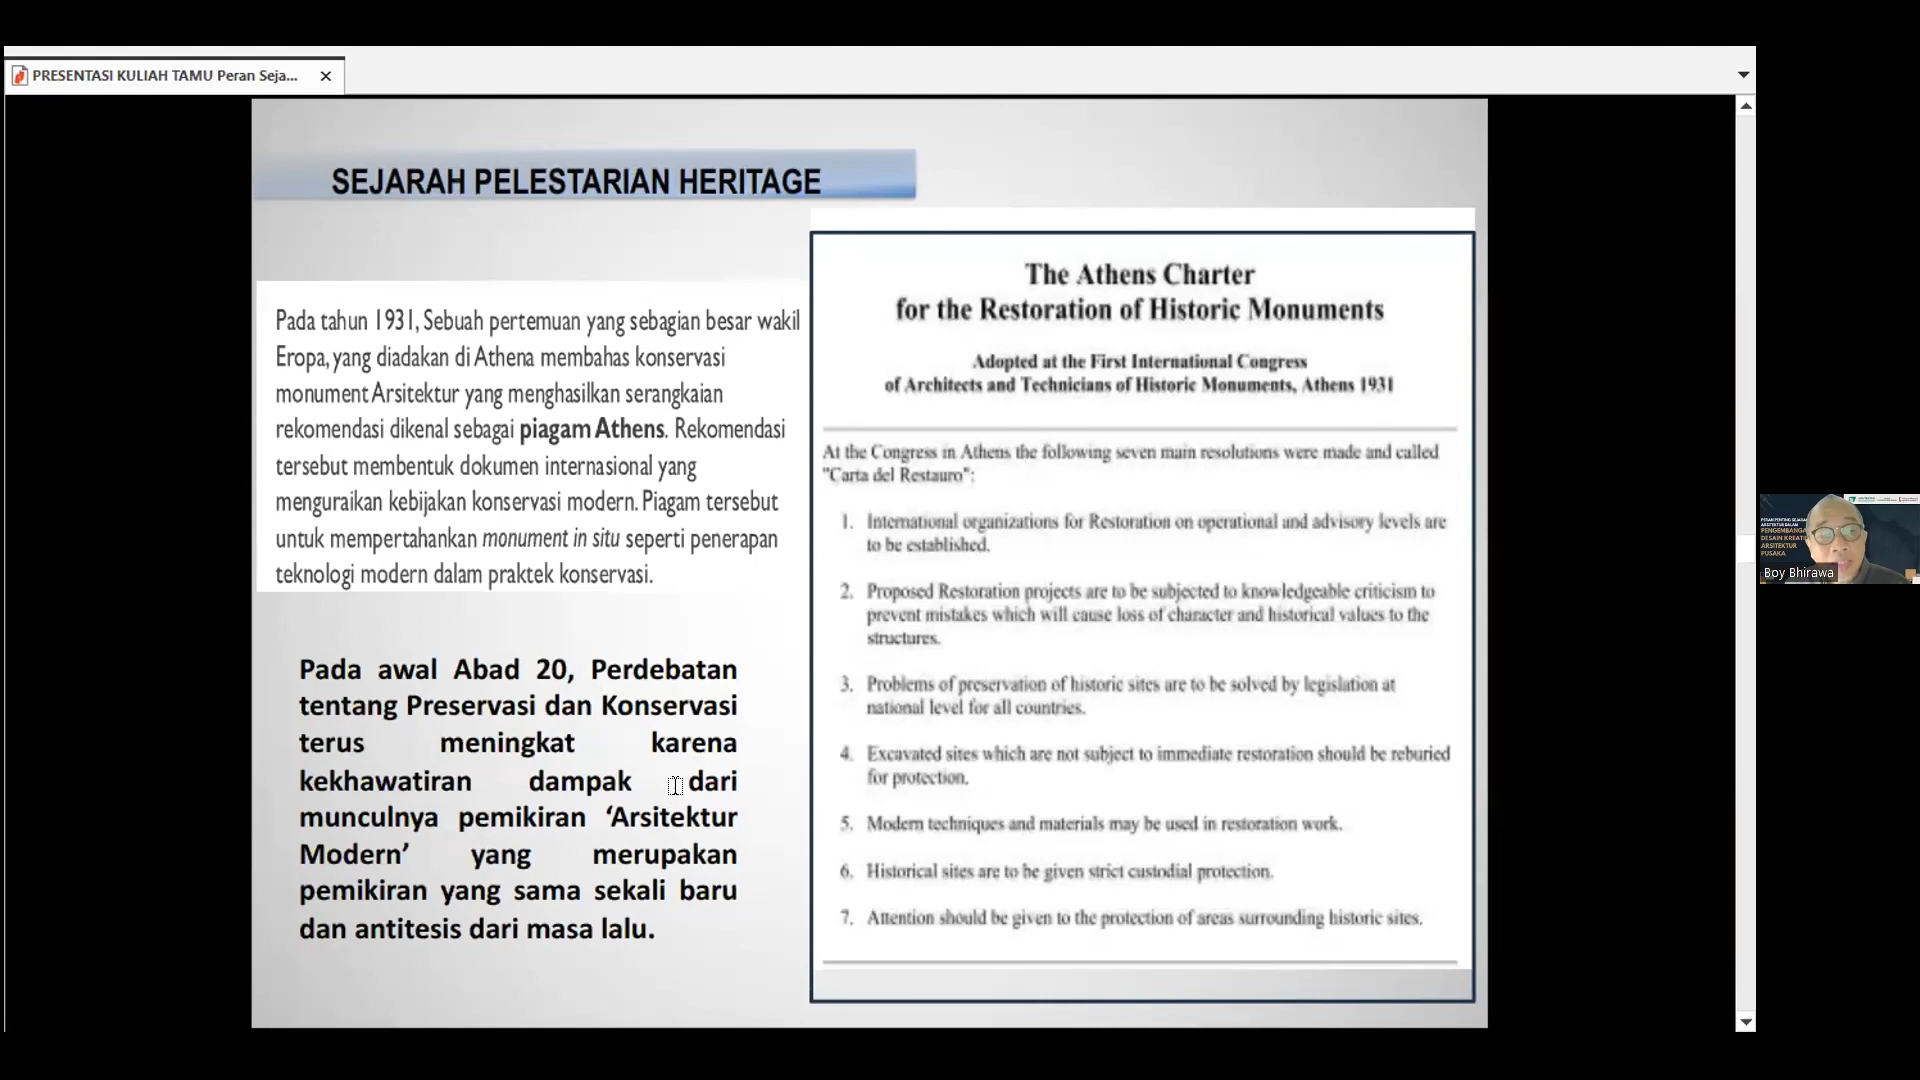 PRESENTASI KULIAH TAMU Peran Seja...
SEJARAH PELESTARIAN HERITAGE
Pada tahun 1931, Sebuah pertemuan yang sebagian besar wakil
Eropa, yang diadakan di Athena membahas konservasi
monument Arsitektur yang menghasilkan serangkaian
rekomendasi dikenal sebagai piagam Athens. Rekomendasi
tersebut membentuk dokumen internasional yang
menguraikan kebijakan konservasi modern. Piagam tersebut
untuk mempertahankan monument in situ seperti penerapan
teknologi modern dalam praktek konservasi.
Pada awal Abad 20, Perdebatan
tentang Preservasi dan Konservasi
terus meningkat karena
kekhawatiran dampak dari
munculnya pemikiran ‘Arsitektur
Modern’ yang merupakan
pemikiran yang sama sekali baru
dan antitesis dari masa lalu.
The Athens Charter
for the Restoration of Historic Monuments
Adopted at the First International Congress
of Architects and Technicians of Historic Monuments, Athens 1931
At the Congress in Athens the following seven main resolutions were made and called
"Carta del Restauro":
1. International organizations for Restoration on operational and advisory levels are
to be established.
2. Proposed Restoration projects are to be subjected to knowledgeable criticism to
prevent mistakes which will cause loss of character and historical values to the
structures.
3. Problems of preservation of historic sites are to be solved by legislation at
national level for all countries.
4. Excavated sites which are not subject to immediate restoration should be reburied
for protection.
5. Modern techniques and materials may be used in restoration work.
6. Historical sites are to be given strict custodial protection.
7. Attention should be given to the protection of areas surrounding historic sites.
PERAN PENTING SEJARAH
ARSITEKTUR DALAM
PENGEMBANGAN
DESAIN KREATIF
ARSITEKTUR
PUSAKA
Boy Bhirawa